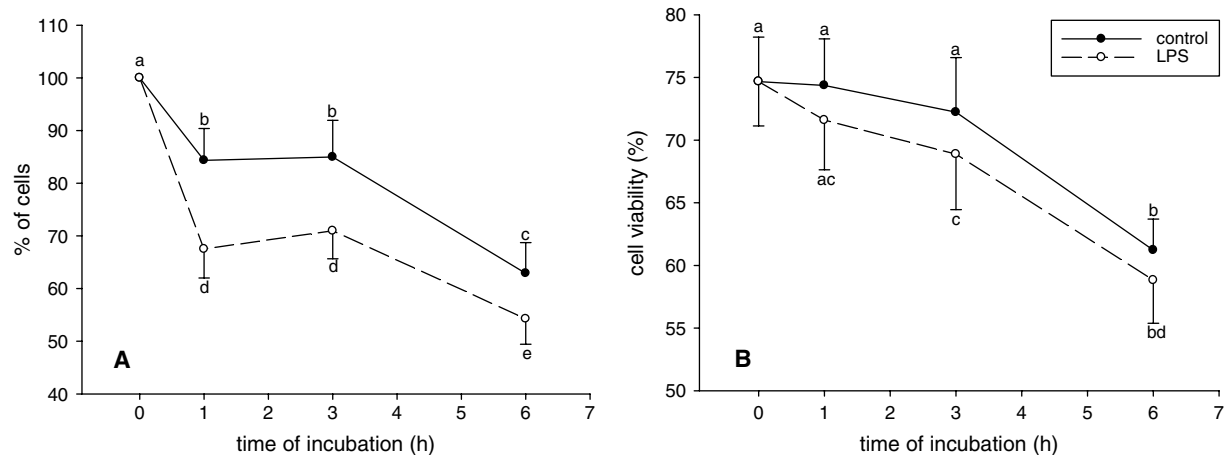 110
100
90
80
70
60
50
40
% of cells
a
b
b
c
d
d
e
A
0 1 2 3 4 5 6 7
time of incubation (h)
80
75
70
65
60
55
50
cell viability (%)
a
a
a
b
ac
c
bd
B
control
LPS
0 1 2 3 4 5 6 7
time of incubation (h)